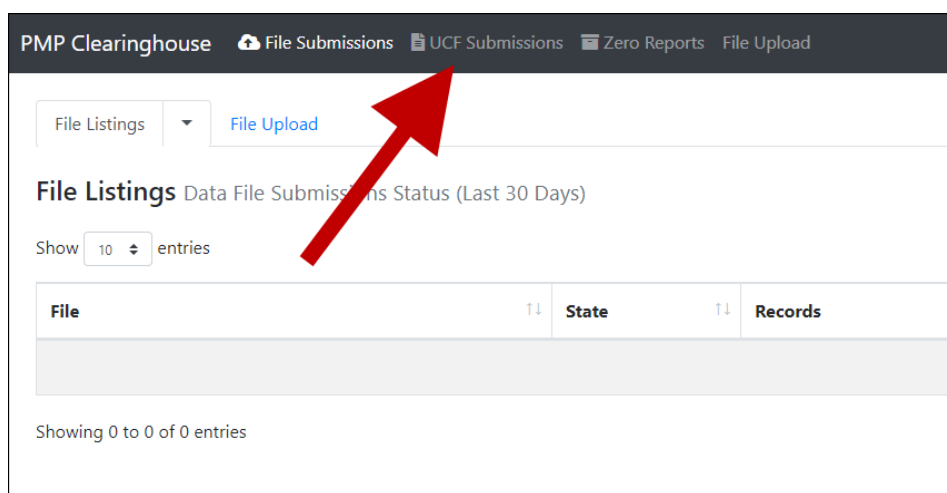 PMP Clearinghouse File Submissions UCF Submissions Zero Reports File Upload
File Listings File Upload
File Listings Data File Submissions Status (Last 30 Days)
Show 10 entries
File State Records
Showing 0 to 0 of 0 entries